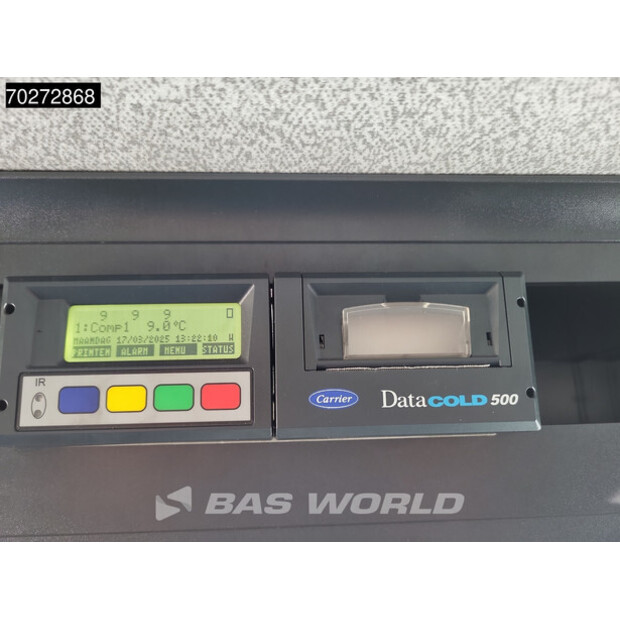 70272868
9 9 9
1:Comp1 9.0°C
MAANDAG 17/03/2025 13:22:10 W
PRINTEN ALARM MENU STATUS
IR
Carrier
DataCOLD 500
BAS WORLD